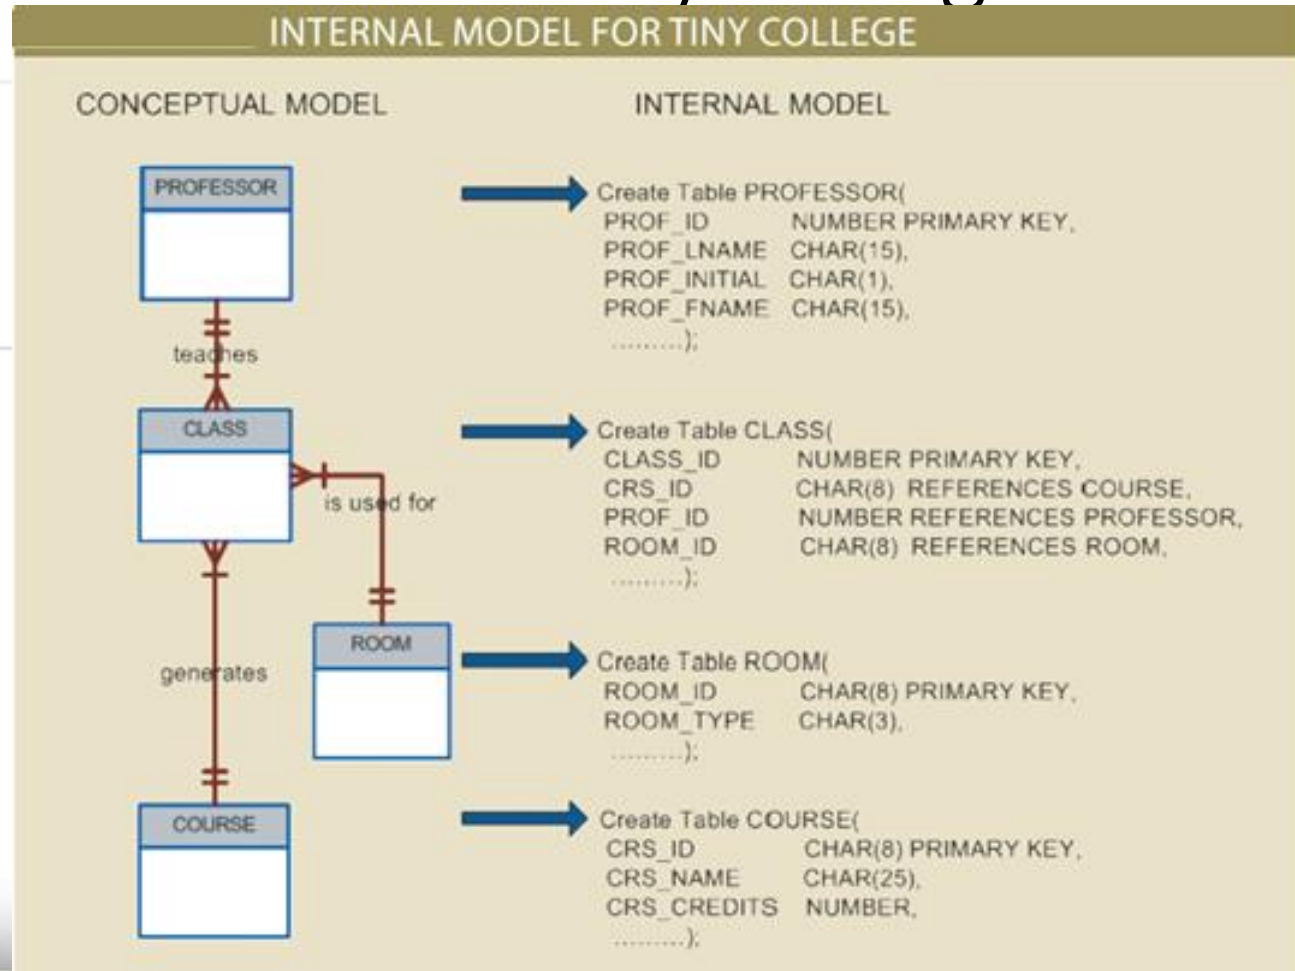 INTERNAL MODEL FOR TINY COLLEGE
CONCEPTUAL MODEL
PROFESSOR
teaches
CLASS
is used for
ROOM
generates
COURSE
INTERNAL MODEL
Create Table PROFESSOR(
PROF_ID NUMBER PRIMARY KEY,
PROF_LNAME CHAR(15),
PROF_INITIAL CHAR(1),
PROF_FNAME CHAR(15),
.........);
Create Table CLASS(
CLASS_ID NUMBER PRIMARY KEY,
CRS_ID CHAR(8) REFERENCES COURSE,
PROF_ID NUMBER REFERENCES PROFESSOR,
ROOM_ID CHAR(8) REFERENCES ROOM,
.........);
Create Table ROOM(
ROOM_ID CHAR(8) PRIMARY KEY,
ROOM_TYPE CHAR(3),
.........);
Create Table COURSE(
CRS_ID CHAR(8) PRIMARY KEY,
CRS_NAME CHAR(25),
CRS_CREDITS NUMBER,
.........);